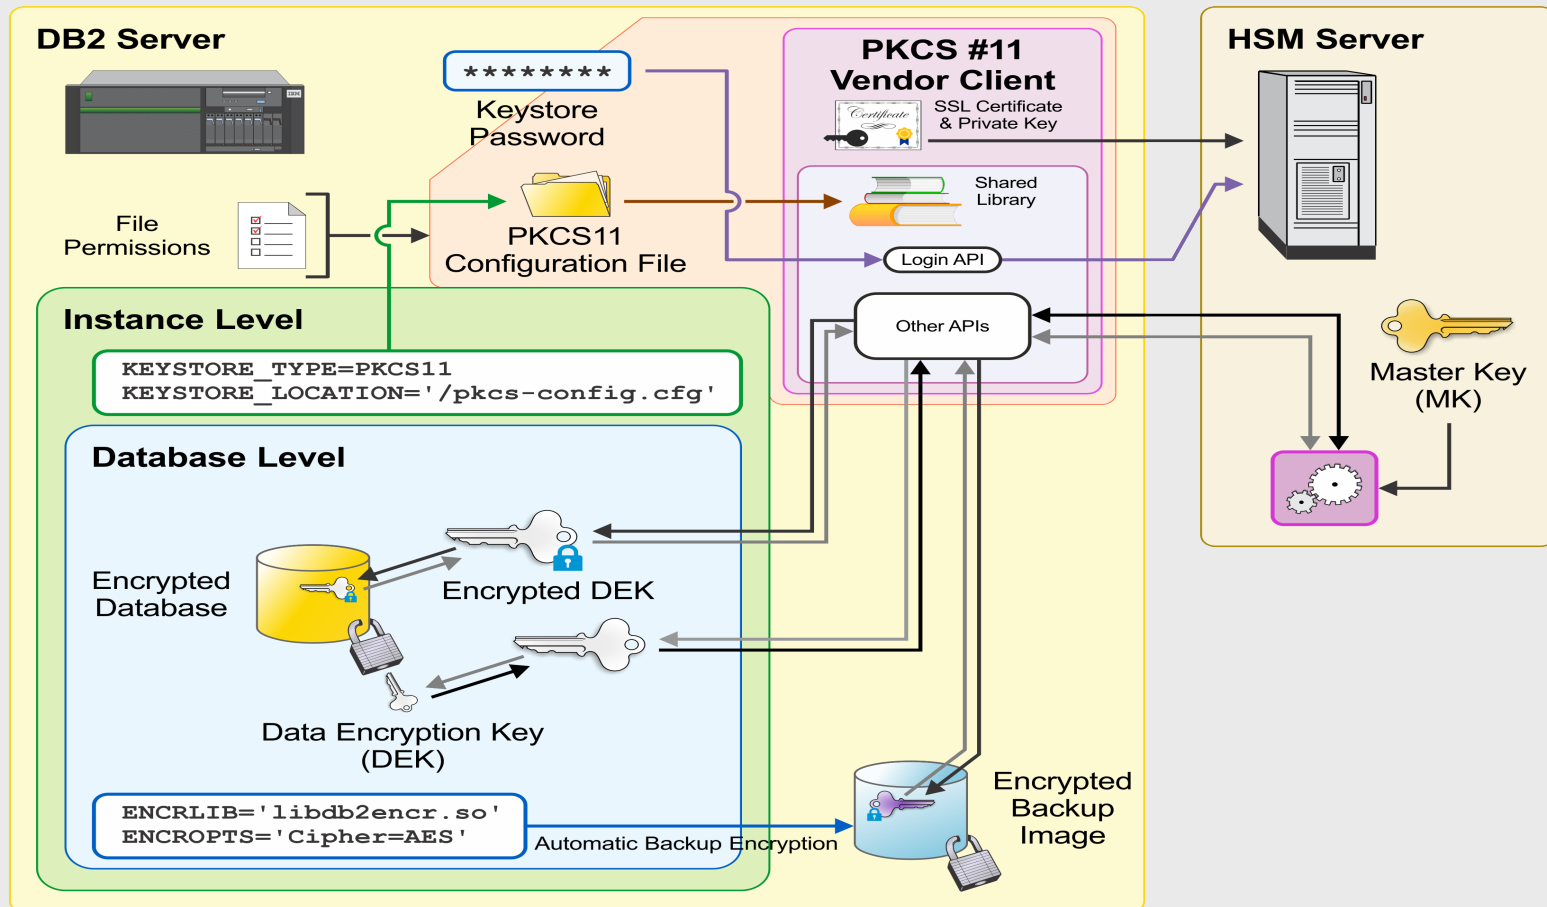 DB2 Server
IBM
********
Keystore
Password
PKCS #11
Vendor Client
Certificate
SSL Certificate
& Private Key
HSM Server
File
Permissions
PKCS11
Configuration File
Shared
Library
Login API
Other APIs
Master Key
(MK)
Instance Level
KEYSTORE_TYPE=PKCS11
KEYSTORE_LOCATION='/pkcs-config.cfg'
Database Level
Encrypted
Database
Encrypted DEK
Data Encryption Key
(DEK)
ENCRLIB='libdb2encr.so'
ENCROPTS='Cipher=AES'
Automatic Backup Encryption
Encrypted
Backup
Image